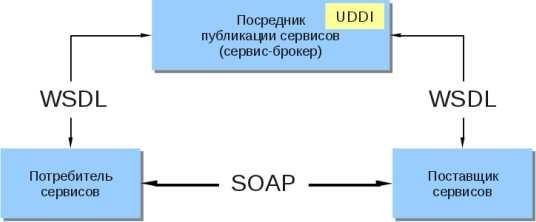 Посредник
UDDI
публикации сервисов
(сервис-брокер)
WSDL
WSDL
Потребитель
сервисов
SOAP
Поставщик
сервисов